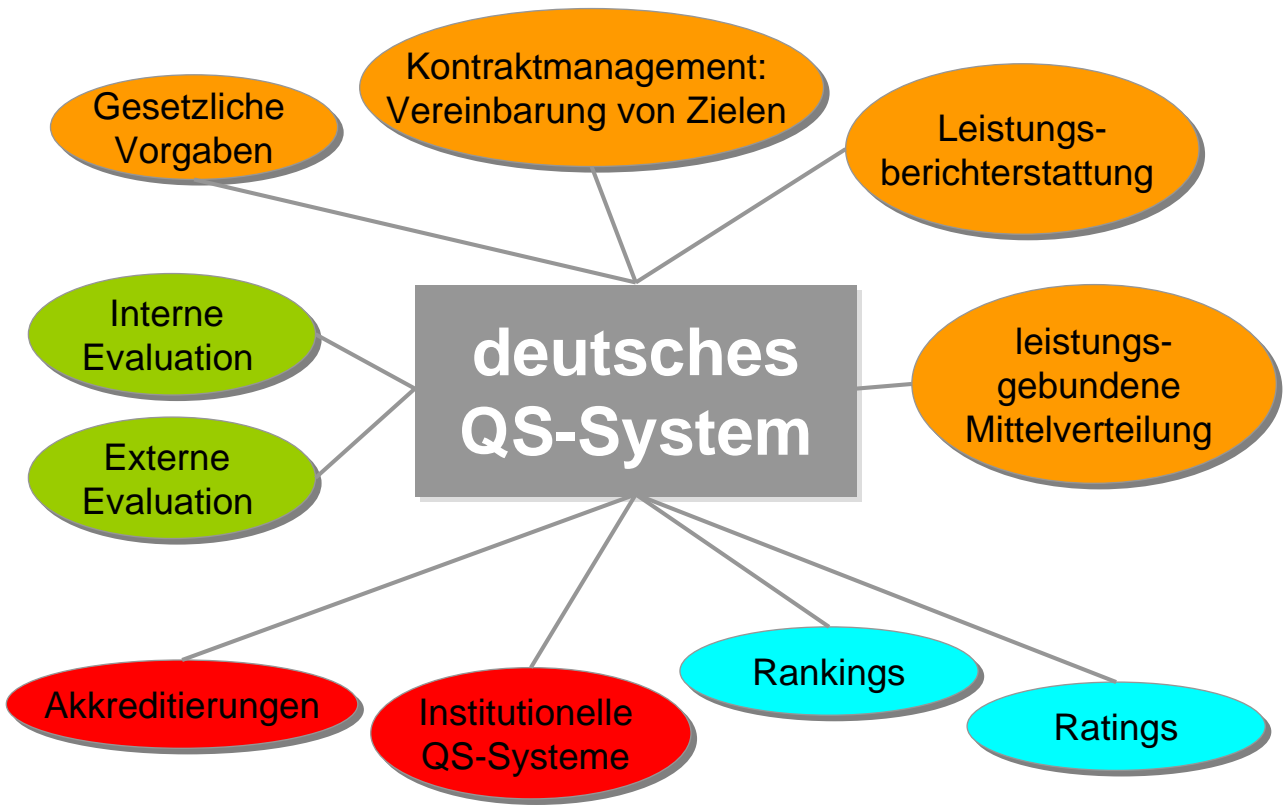 Gesetzliche
Vorgaben
Kontraktmanagement:
Vereinbarung von Zielen
Leistungs-
berichterstattung
Interne
Evaluation
Externe
Evaluation
deutsches
QS-System
leistungs-
gebundene
Mittelverteilung
Akkreditierungen
Institutionelle
QS-Systeme
Rankings
Ratings